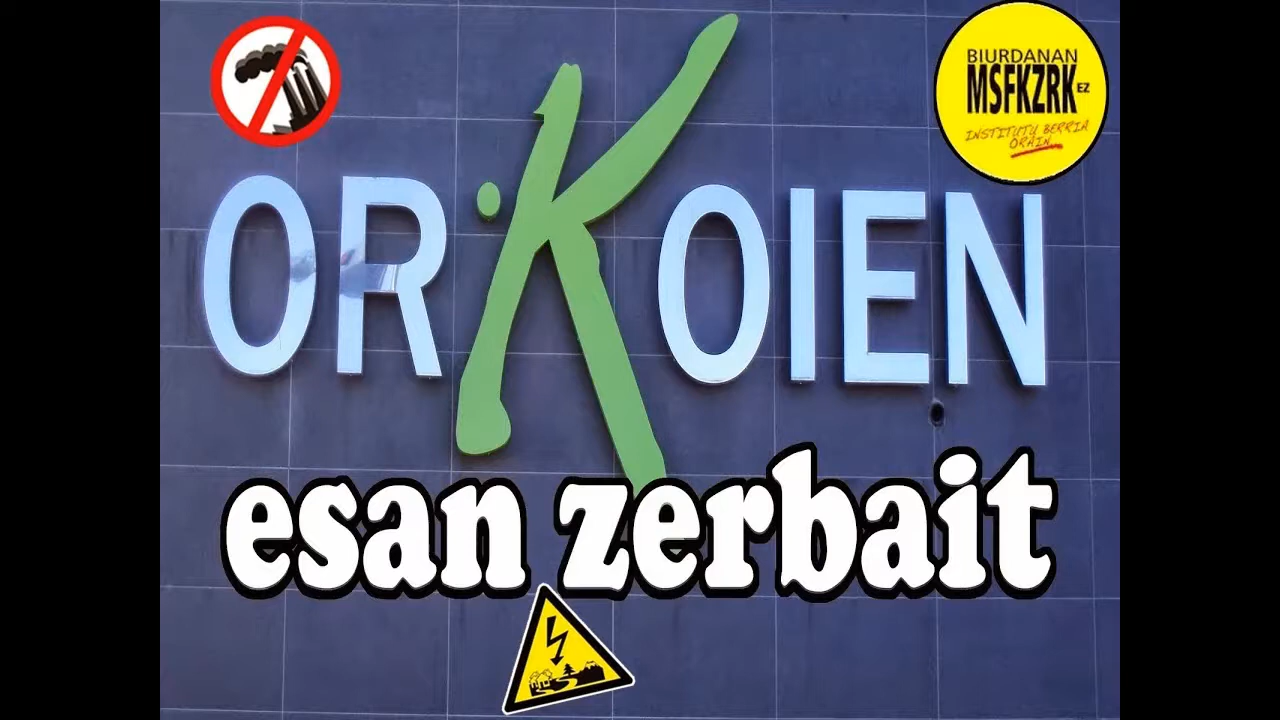 BIURDANAN
MSFKZRK EZ
INSTITUTU BERRIA
ORAIN
ORKOIEN
esan zerbait